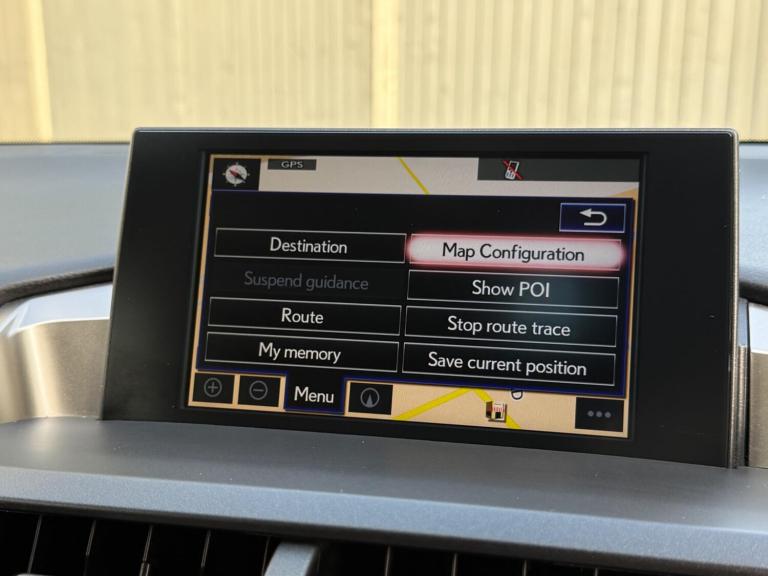 GPS
Destination
Map Configuration
Suspend guidance
Show POI
Route
Stop route trace
My memory
Save current position
Menu